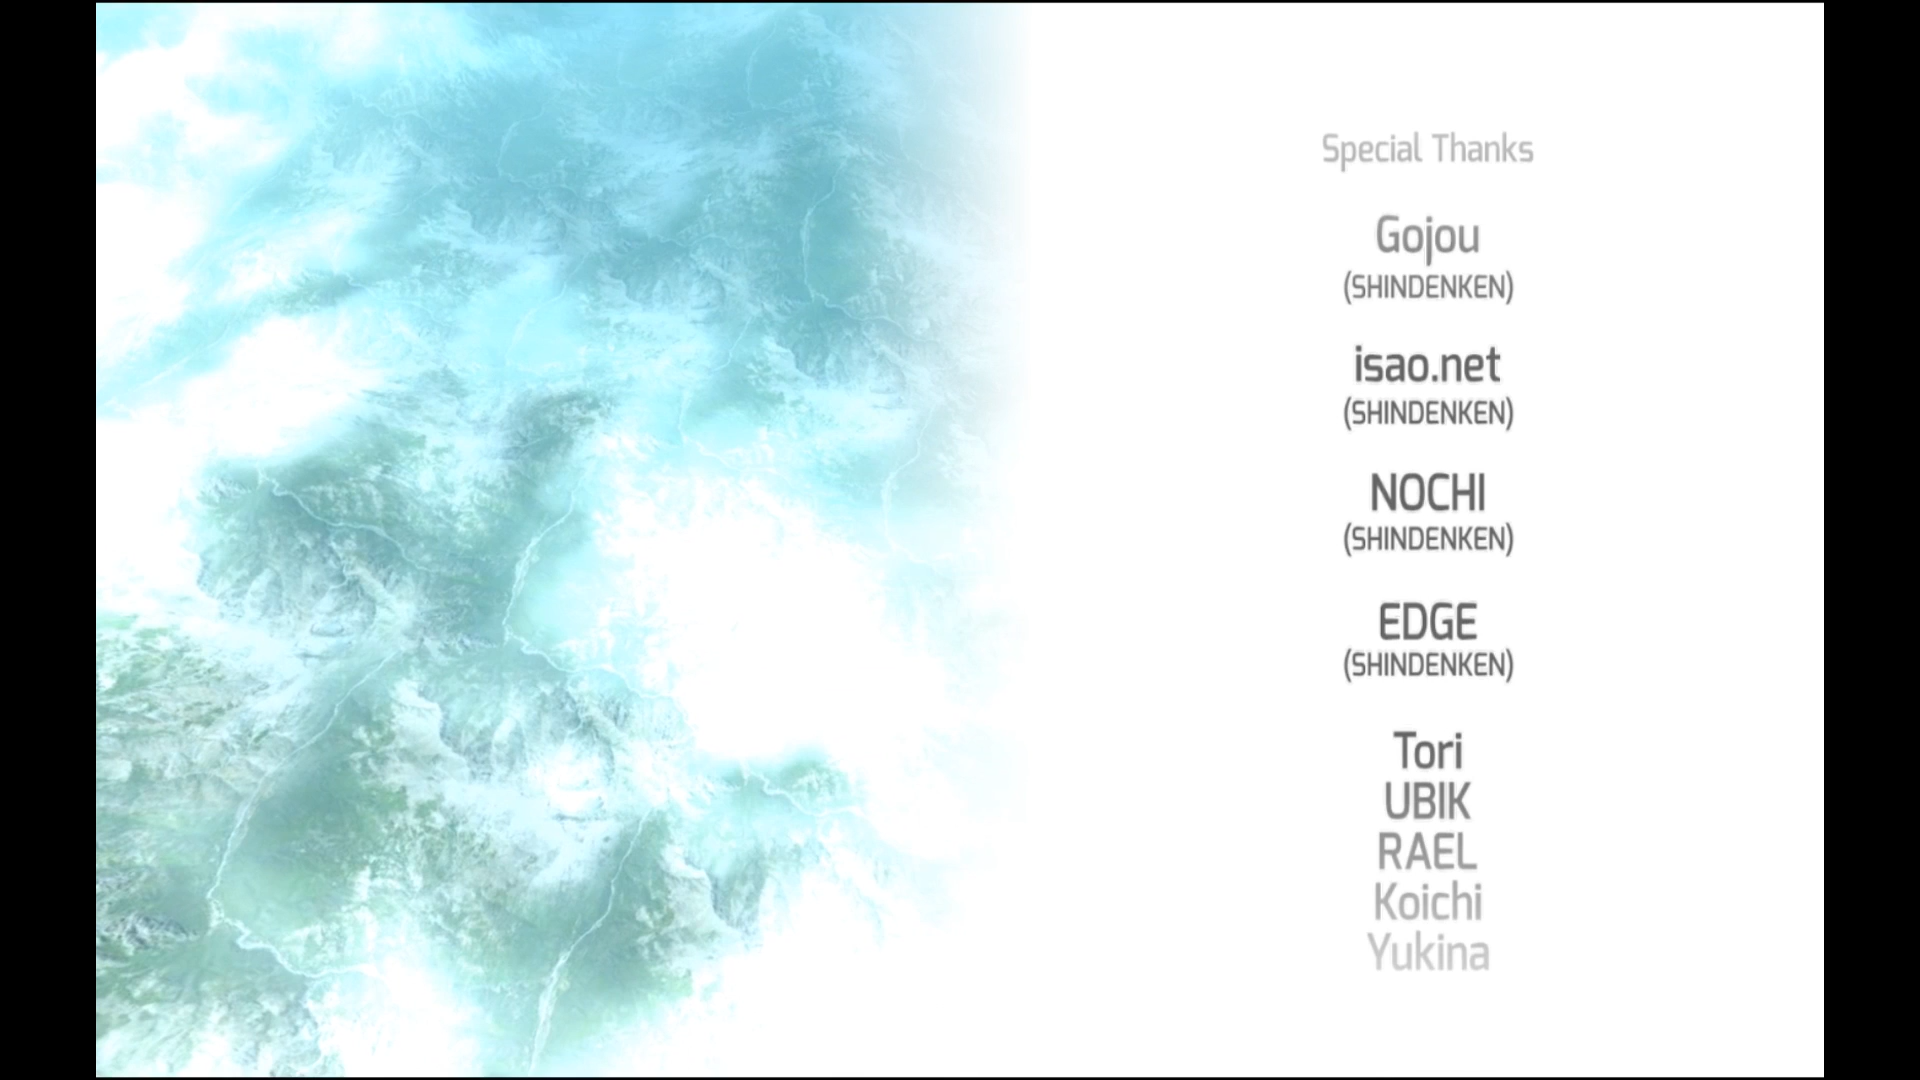 Special Thanks
Gojou
(SHINDENKEN)
isao.net
(SHINDENKEN)
NOCHI
(SHINDENKEN)
EDGE
(SHINDENKEN)
Tori
UBIK
RAEL
Koichi
Yukina